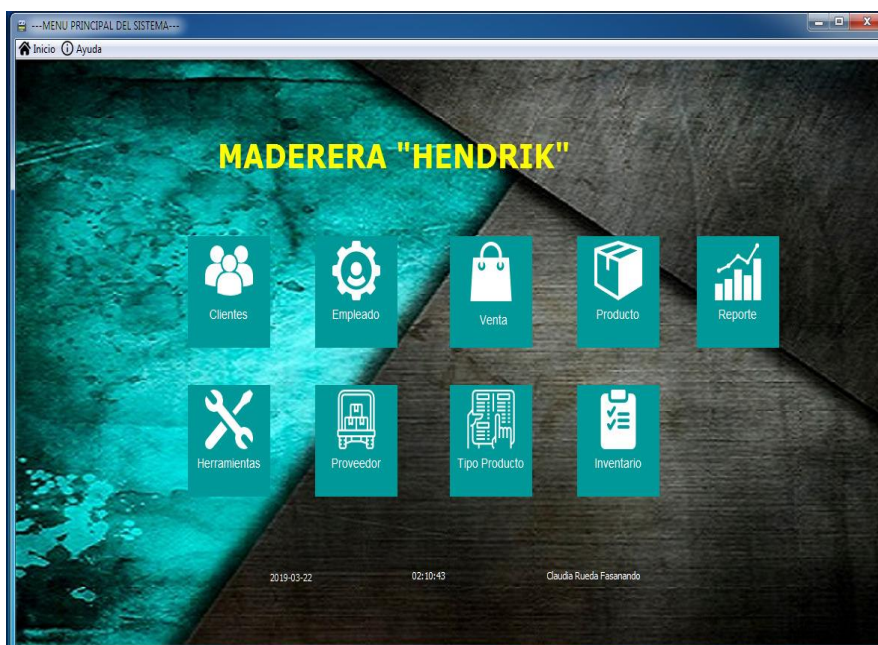 ---MENU PRINCIPAL DEL SISTEMA---
Inicio Ayuda
MADERERA "HENDRIK"
Clientes Empleado Venta Producto Reporte
Herramientas Proveedor Tipo Producto Inventario
2019-03-22 02:10:43 Claudia Rueda Fasanando